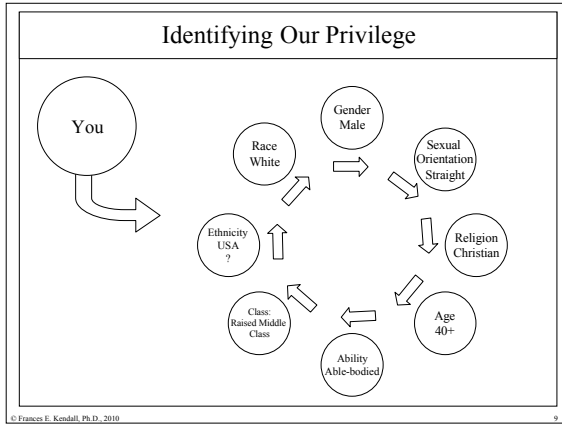 Identifying Our Privilege
You
Gender
Male
Sexual
Orientation
Straight
Religion
Christian
Age
40+
Ability
Able-bodied
Class:
Raised Middle
Class
Ethnicity
USA
?
Race
White
© Frances E. Kendall, Ph.D., 2010
9